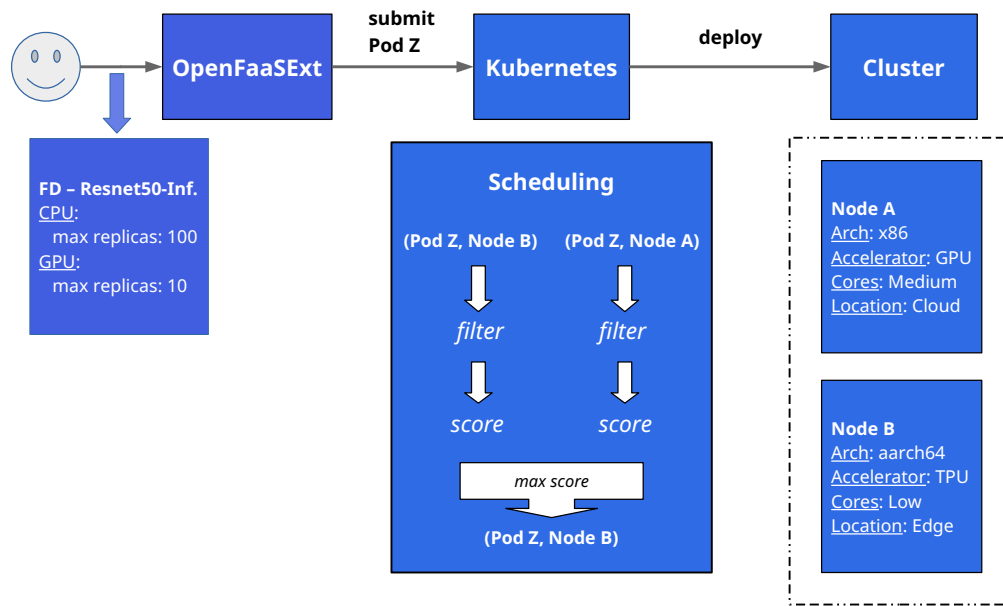 submit
Pod Z
deploy
OpenFaaSExt
Kubernetes
Cluster
FD – Resnet50-Inf.
CPU:
max replicas: 100
GPU:
max replicas: 10
Scheduling
(Pod Z, Node B) (Pod Z, Node A)
filter filter
score score
max score
(Pod Z, Node B)
Node A
Arch: x86
Accelerator: GPU
Cores: Medium
Location: Cloud
Node B
Arch: aarch64
Accelerator: TPU
Cores: Low
Location: Edge